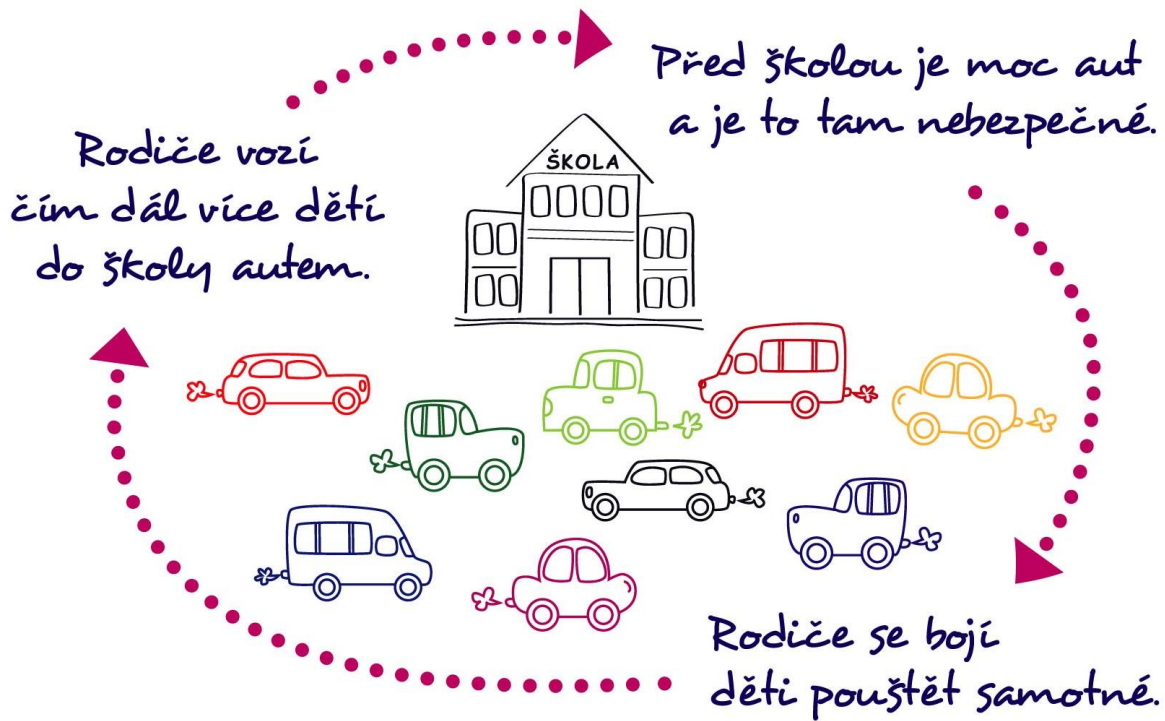 Rodiče vozí
čím dál více dětí
do školy autem.
Před školou je moc aut
a je to tam nebezpečné.
ŠKOLA
Rodiče se bojí
děti pouštět samotné.